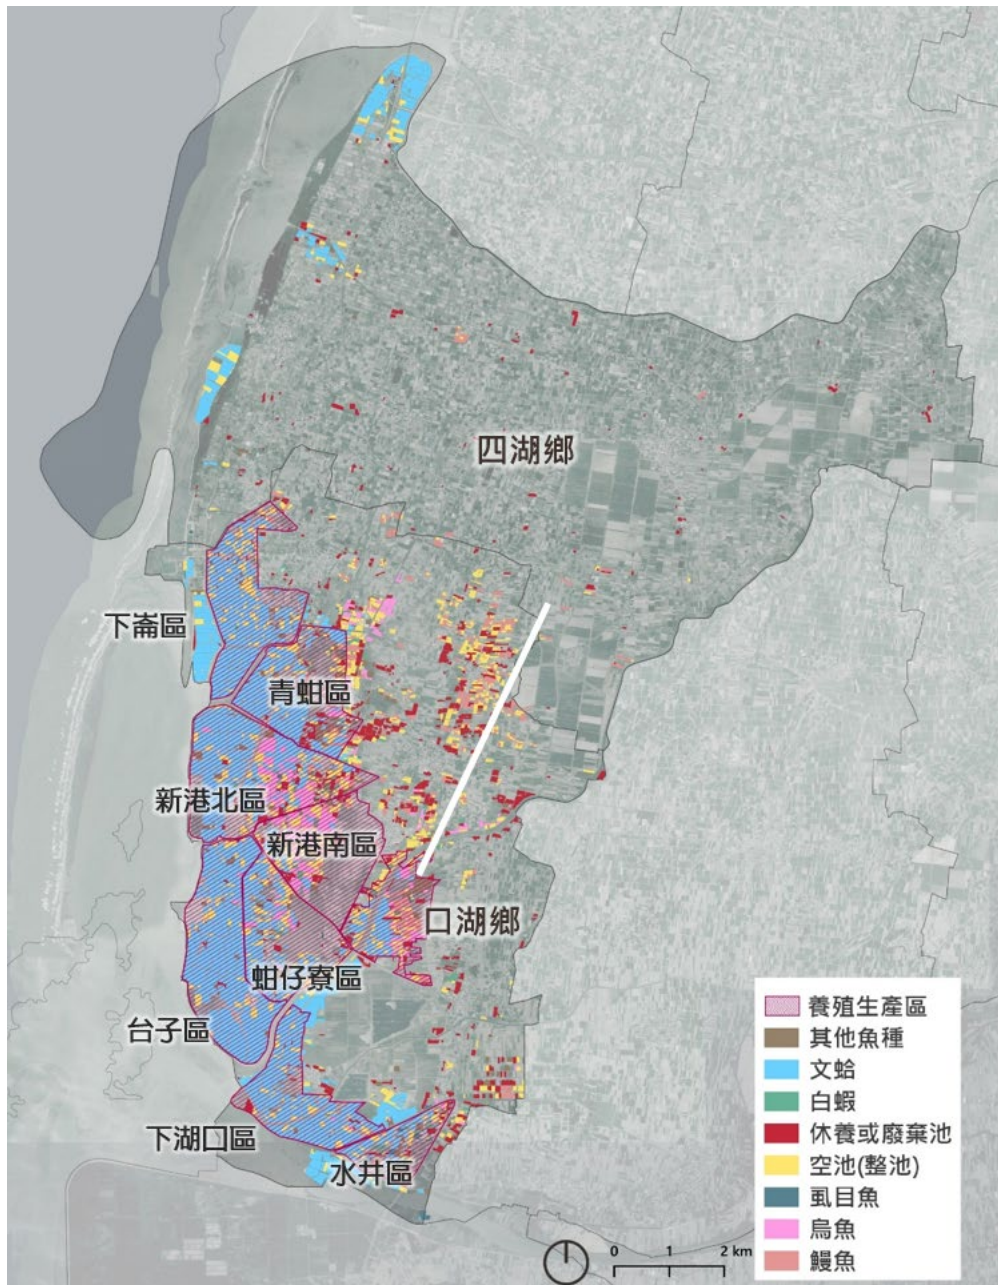 四湖鄉
下崙區
青蚶區
新港北區
新港南區
口湖鄉
蚶仔寮區
台子區
下湖口區
水井區
養殖生產區
其他魚種
文蛤
白蝦
休養或廢棄池
空池(整池)
虱目魚
烏魚
鰻魚
0 1 2 km